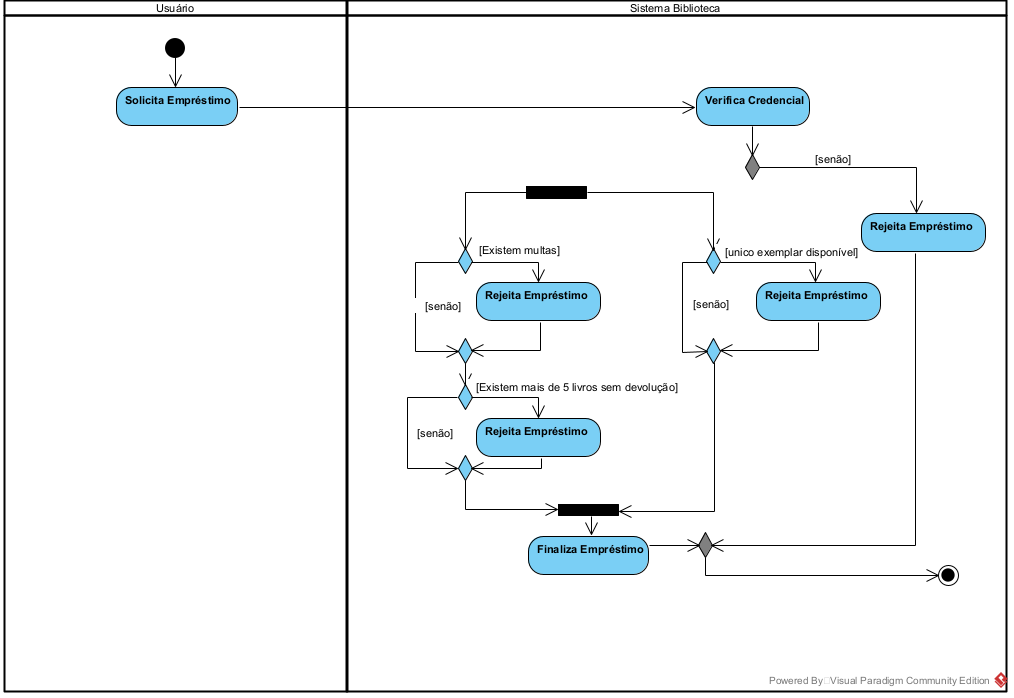 Usuário
Sistema Biblioteca
Solicita Empréstimo
Verifica Credencial
[senão]
Rejeita Empréstimo
[Existem multas]
[unico exemplar disponível]
Rejeita Empréstimo
Rejeita Empréstimo
[senão]
[senão]
[Existem mais de 5 livros sem devolução]
Rejeita Empréstimo
[senão]
Finaliza Empréstimo
Powered By Visual Paradigm Community Edition